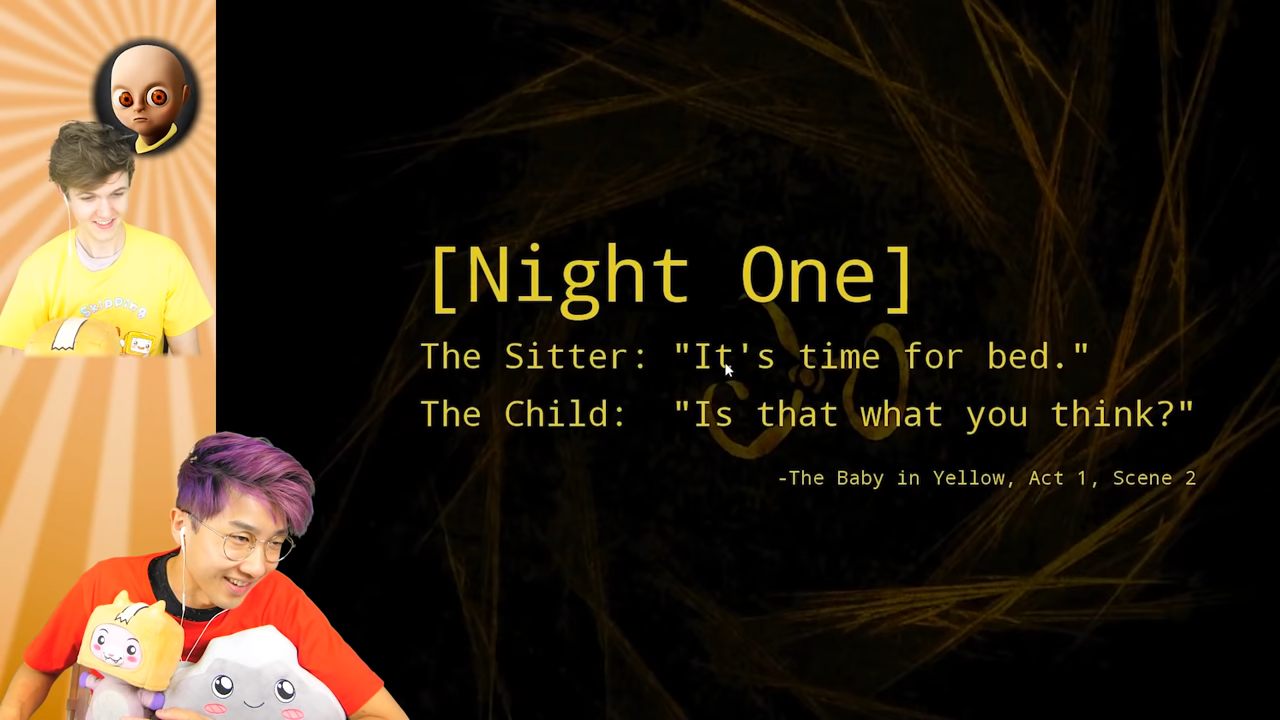 [Night One]
The Sitter: "It's time for bed."
The Child: "Is that what you think?"
-The Baby in Yellow, Act 1, Scene 2